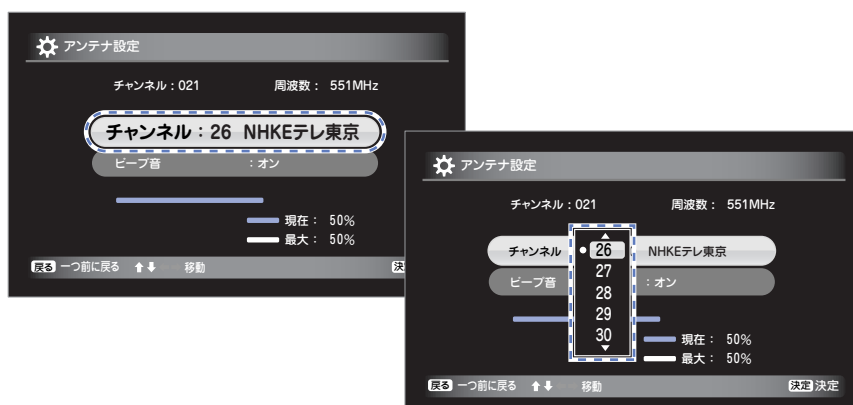 アンテナ設定
チャンネル:021 周波数: 551MHz
チャンネル:26 NHKEテレ東京
ビープ音 :オン
現在: 50%
最大: 50%
戻る 一つ前に戻る 移動
アンテナ設定
チャンネル:021 周波数: 551MHz
チャンネル 26 NHKEテレ東京
27
ビープ音 :オン
28
29
30
現在: 50%
最大: 50%
戻る 一つ前に戻る 移動 決定 決定